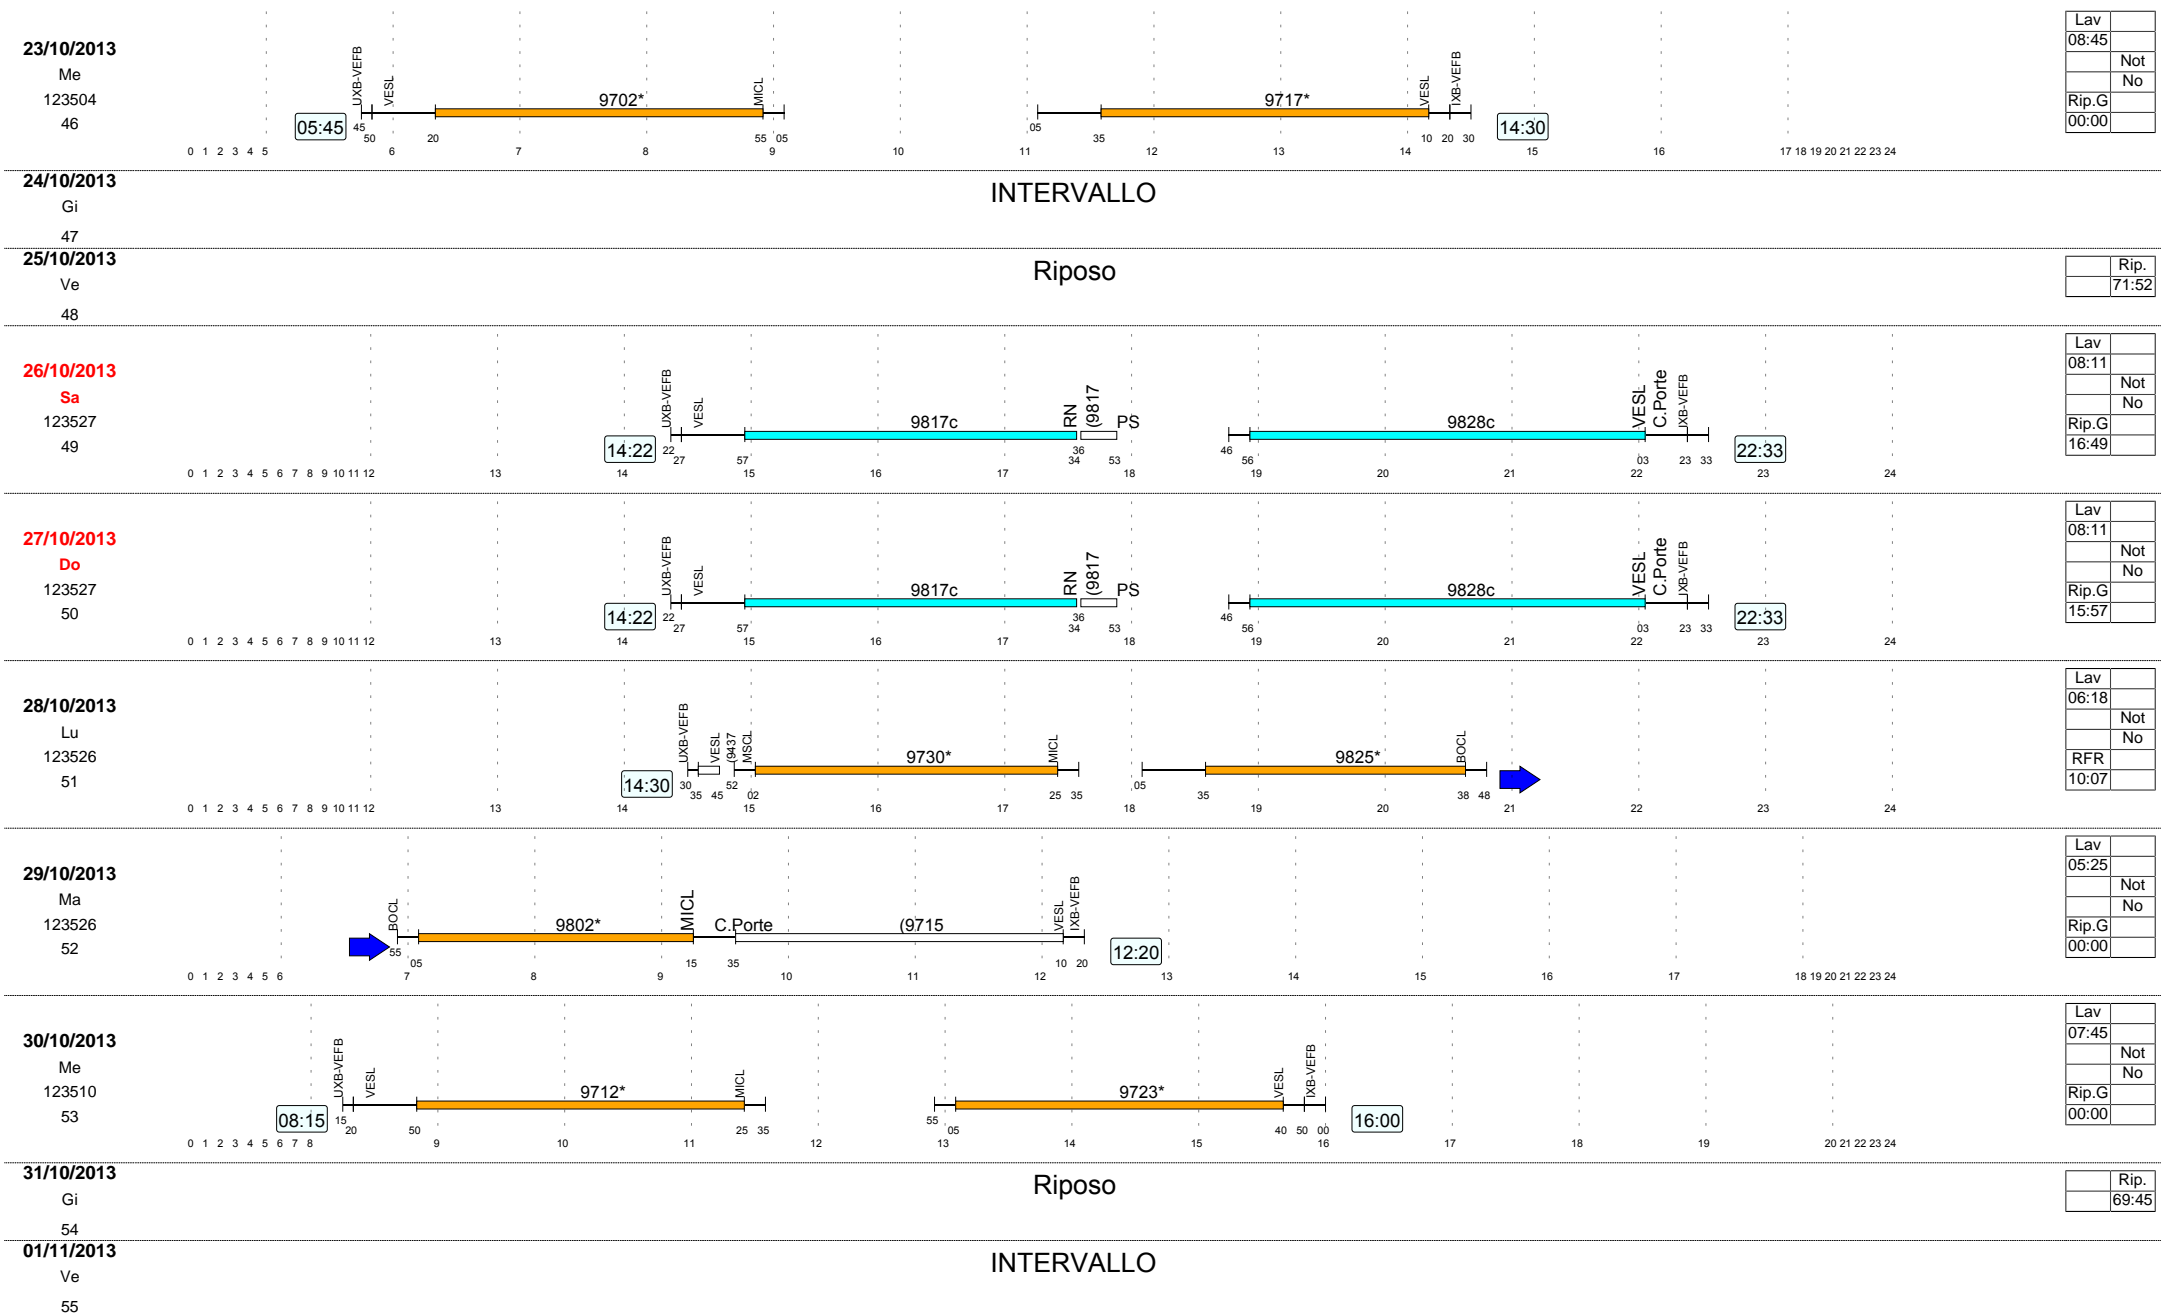 23/10/2013
Me
123504
46
05:45
UXB-VEFB
VESL
9702*
MICL
9717*
VESL
IXB-VEFB
14:30
45 50 20 55 05 05 35 10 20 30
0 1 2 3 4 5 6 7 8 9 10 11 12 13 14 15 16 17 18 19 20 21 22 23 24
Lav
08:45
Not
No
Rip.G
00:00
24/10/2013
Gi
47
INTERVALLO
25/10/2013
Ve
48
Riposo
Rip.
71:52
26/10/2013
Sa
123527
49
14:22
UXB-VEFB
VESL
9817c
RN
(9817
PS
9828c
VESL
C.Porte
IXB-VEFB
22:33
22 27 57 34 36 53 46 56 03 23 33
0 1 2 3 4 5 6 7 8 9 10 11 12 13 14 15 16 17 18 19 20 21 22 23 24
Lav
08:11
Not
No
Rip.G
16:49
27/10/2013
Do
123527
50
14:22
UXB-VEFB
VESL
9817c
RN
(9817
PS
9828c
VESL
C.Porte
IXB-VEFB
22:33
22 27 57 34 36 53 46 56 03 23 33
0 1 2 3 4 5 6 7 8 9 10 11 12 13 14 15 16 17 18 19 20 21 22 23 24
Lav
08:11
Not
No
Rip.G
15:57
28/10/2013
Lu
123526
51
14:30
UXB-VEFB
VESL
(9437
MSCL
9730*
MICL
9825*
BOCL
30 35 45 52 02 25 35 05 35 38 48
0 1 2 3 4 5 6 7 8 9 10 11 12 13 14 15 16 17 18 19 20 21 22 23 24
Lav
06:18
Not
No
RFR
10:07
29/10/2013
Ma
123526
52
BOCL
9802*
MICL
C.Porte
(9715
VESL
IXB-VEFB
12:20
55 05 15 35 10 20
0 1 2 3 4 5 6 7 8 9 10 11 12 13 14 15 16 17 18 19 20 21 22 23 24
Lav
05:25
Not
No
Rip.G
00:00
30/10/2013
Me
123510
53
08:15
UXB-VEFB
VESL
9712*
MICL
9723*
VESL
IXB-VEFB
16:00
15 20 50 25 35 55 05 40 50 00
0 1 2 3 4 5 6 7 8 9 10 11 12 13 14 15 16 17 18 19 20 21 22 23 24
Lav
07:45
Not
No
Rip.G
00:00
31/10/2013
Gi
54
Riposo
Rip.
69:45
01/11/2013
Ve
55
INTERVALLO